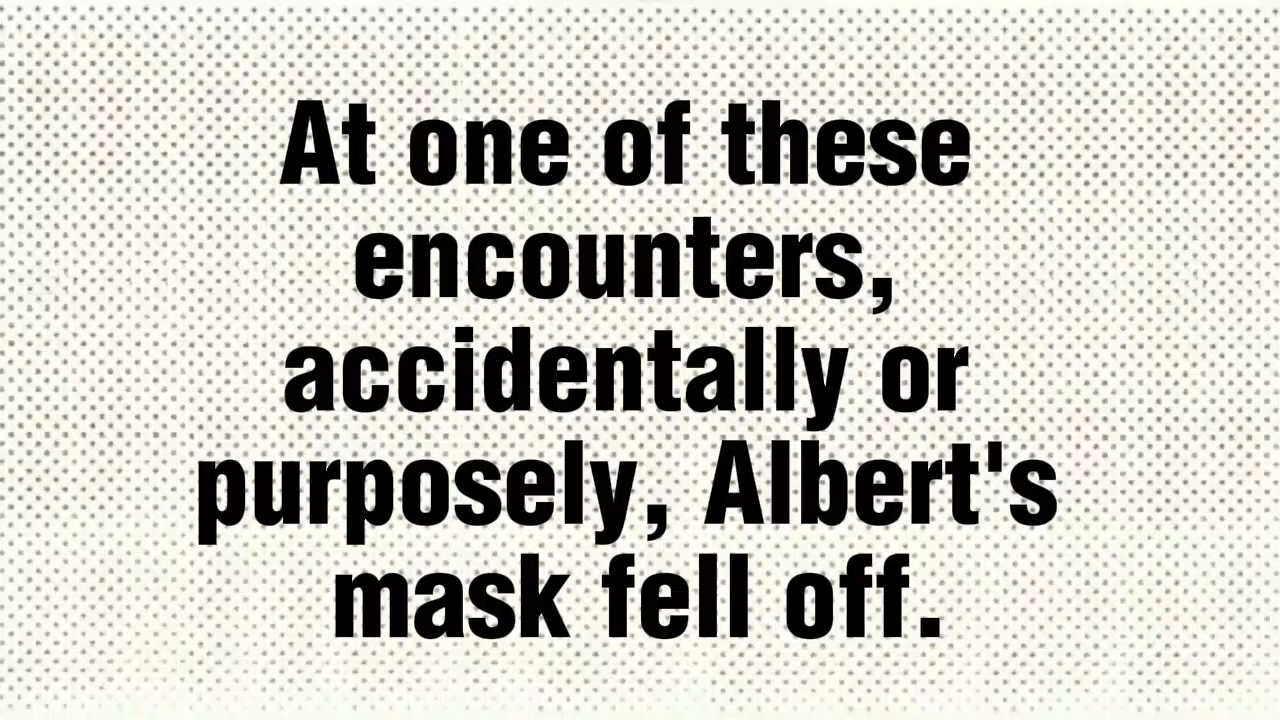 At one of these
encounters,
accidentally or
purposely, Albert's
mask fell off.